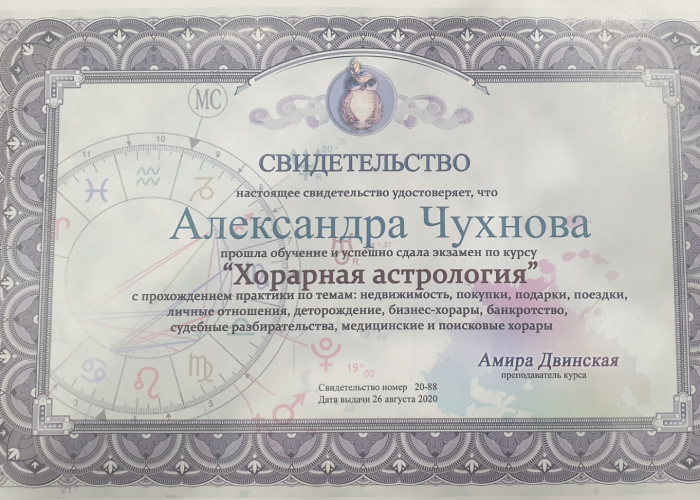 MC
СВИДЕТЕЛЬСТВО
настоящее свидетельство удостоверяет, что
Александра Чухнова
прошла обучение и успешно сдала экзамен по курсу
“Хорарная астрология”
с прохождением практики по темам: недвижимость, покупки, подарки, поездки,
личные отношения, деторождение, бизнес-хорары, банкротство,
судебные разбирательства, медицинские и поисковые хорары
Амира Двинская
преподаватель курса
Свидетельство номер 20-88
Дата выдачи 26 августа 2020